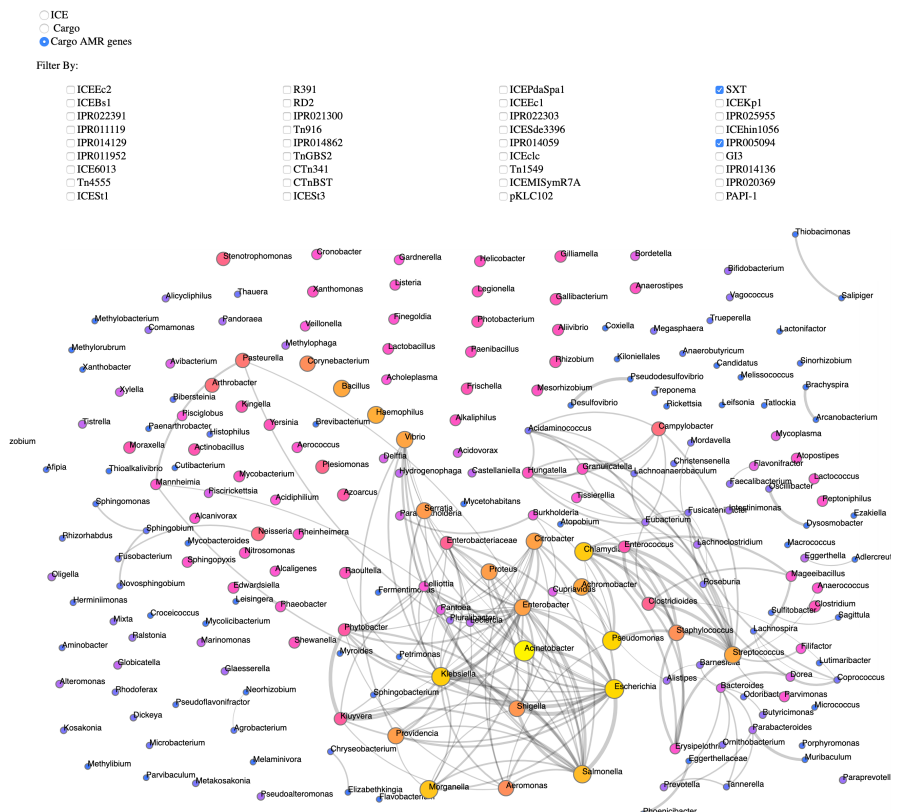 ICE
Cargo
Cargo AMR genes
Filter By:
ICEEc2 R391 ICEPdaSpa1 SXT
ICEBs1 RD2 ICEEc1 ICEKp1
IPR022391 IPR021300 IPR022303 IPR025955
IPR011119 Tn916 ICESde3396 ICEhin1056
IPR014129 IPR014862 IPR014059 IPR005094
IPR011952 TnGBS2 ICEclc GI3
ICE6013 CTn341 Tn1549 IPR014136
Tn4555 CTnBST ICEMISymR7A IPR020369
ICESt1 ICESt3 pKLC102 PAPI-1
Thiobacimonas
Stenotrophomonas Cronobacter Gardnerella Helicobacter Gilliamella Bordetella
Bifidobacterium
Alicycliphilus Thauera Xanthomonas Listeria Legionella Gallibacterium Anaerostipes Vagococcus Salipiger
Methylobacterium Comamonas Pandoraea Veillonella Finegoldia Photobacterium Aliivibrio Coxiella Megasphaera Trueperella Lactonifactor
Methylorubrum Methylophaga Lactobacillus Paenibacillus Anaerobutyricum
Xanthobacter Avibacterium Pasteurella Corynebacterium Rhizobium Kiloniellales Candidatus Sinorhizobium
Xylella Arthrobacter Bacillus Acholeplasma Frischella Mesorhizobium Pseudodesulfovibrio Treponema Melissococcus Brachyspira
Bibersteinia Kingella Desulfovibrio Rickettsia Leifsonia Tatlockia
Tistrella Pisciglobus Paenarthrobacter Yersinia Brevibacterium Haemophilus Alkaliphilus Acidaminococcus Campylobacter Arcanobacterium
zobium Histophilus Vibrio Mordavella Mycoplasma
Moraxella Actinobacillus Aerococcus Delftia Acidovorax
Afipia Thioalkalivibrio Cutibacterium Plesiomonas Hydrogenophaga Castellaniella Hungatella Granulicatella Lachnoanaerobaculum Christensenella Flavonifractor Atopostipes
Mannheimia Mycobacterium Faecalibacterium Oscillibacter Lactococcus
Sphingomonas Piscirickettsia Acidiphilium Azoarcus Mycetohabitans Tissierella Peptoniphilus
Alcanivorax Serratia Burkholderia Atopobium Eubacterium Intestinimonas Ezakiella
Rhizorhabdus Sphingobium Mycobacteroides Neisseria Rheinheimera Enterobacteriaceae Citrobacter Dysosmobacter
Fusobacterium Sphingopyxis Nitrosomonas Chlamydia Enterococcus Lachnoclostridium Macrococcus Eggerthella
Oligella Alcaligenes Raoultella Proteus Mageeibacillus
Novosphingobium Edwardsiella Lelliottia Cupriavidus Achromobacter Roseburia Anaerococcus
Herminiimonas Leisingera Phaeobacter Pantoea Enterobacter Clostridioides Sulfitobacter Clostridium
Mixta Croceicoccus Mycolicibacterium Pluralibacter Leclercia Sagittula
Ralstonia Marinomonas Shewanella Phytobacter Pseudomonas Staphylococcus Lachnospira
Aminobacter Myroides Petrimonas Acinetobacter Streptococcus Filifactor
Globicatella Glaesserella Klebsiella Lutimaribacter
Alteromonas Rhodoferax Neorhizobium Sphingobacterium Escherichia Alistipes Bacteroides Dorea Coprococcus
Pseudoflavonifractor Parvimonas
Dickeya Kluyvera Shigella Butyricimonas Micrococcus
Kosakonia Agrobacterium Providencia Parabacteroides
Microbacterium Chryseobacterium Ornithobacterium Porphyromonas
Methylibium Melaminivora Eggerthellaceae Muribaculum
Parvibaculum Metakosakonia Salmonella Paraprevotell
Pseudoalteromonas Elizabethkingia Morganella Aeromonas Prevotella Tannerella
Phoenicibacter